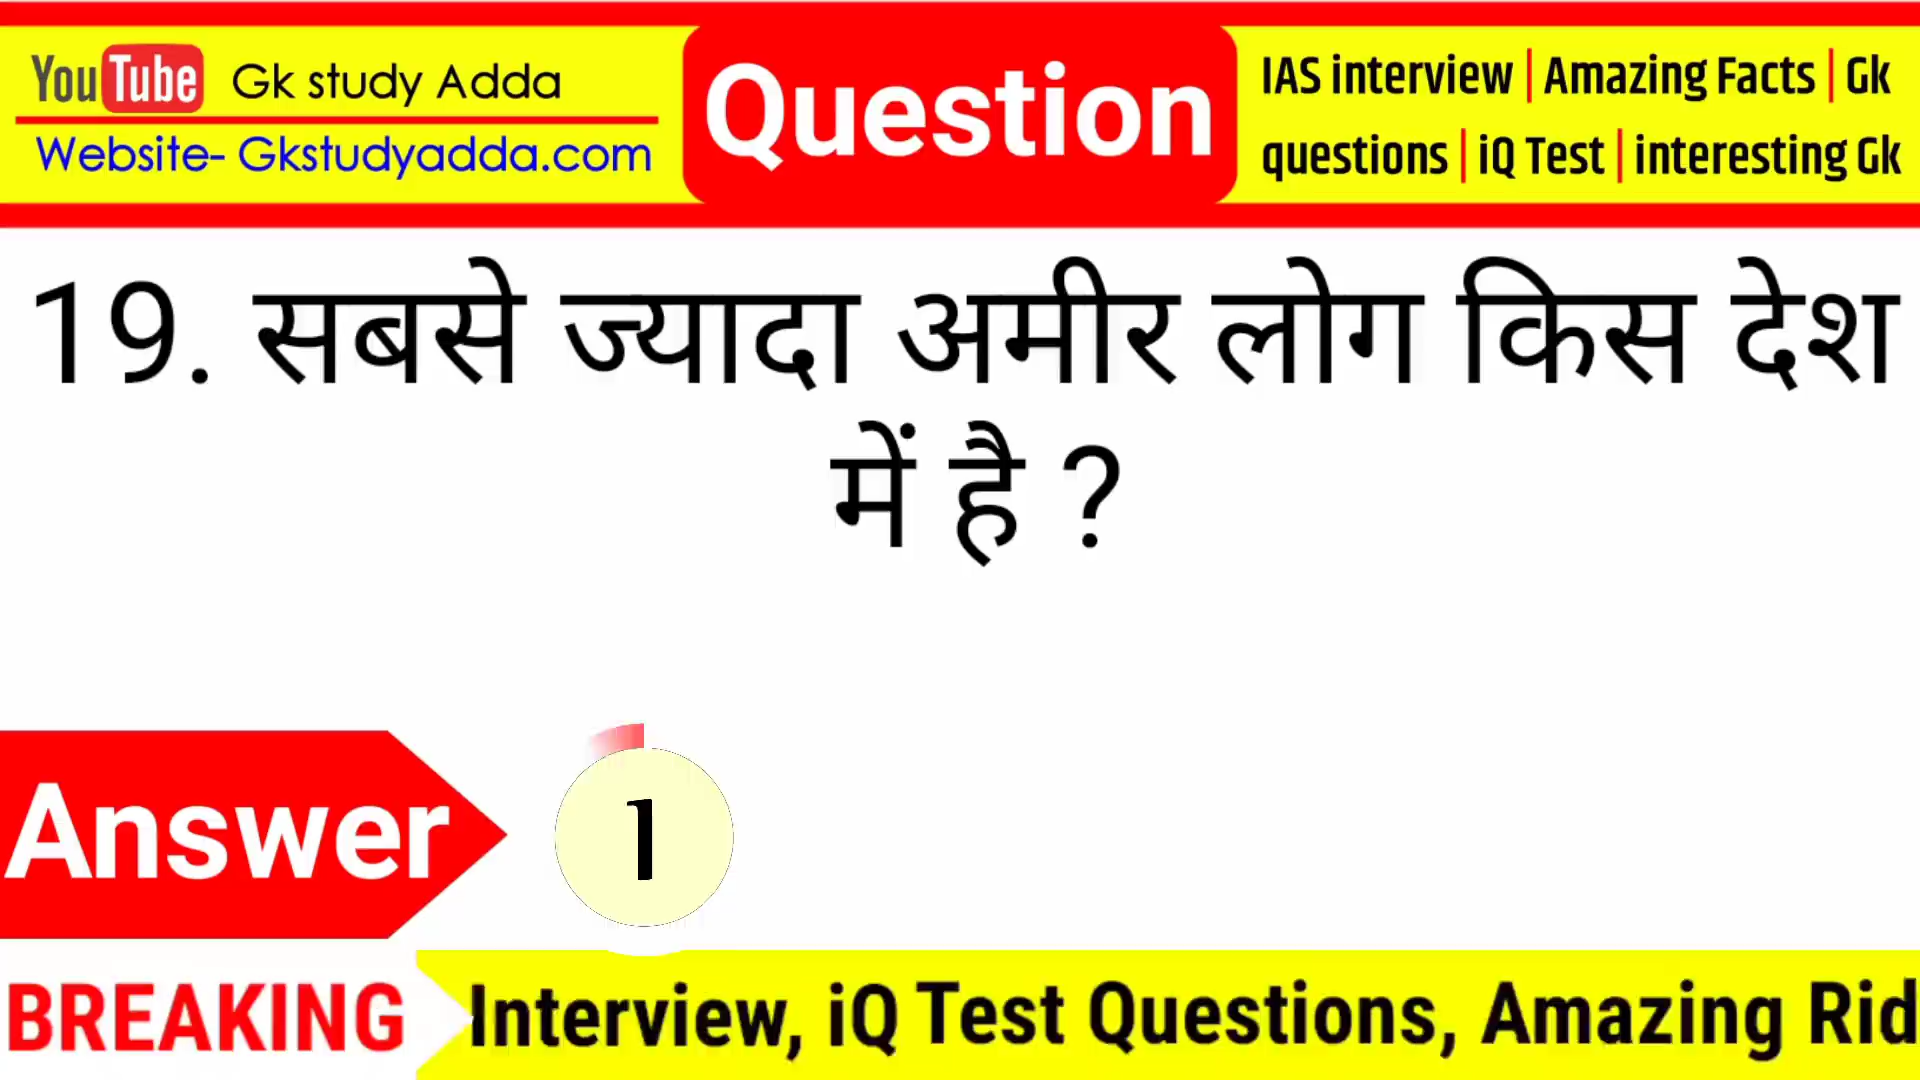 YouTube Gk study Adda
Website- Gkstudyadda.com
Question
IAS interview | Amazing Facts | Gk
questions | iQ Test | interesting Gk
19. सबसे ज्यादा अमीर लोग किस देश
में है ?
Answer
1
BREAKING
Interview, iQ Test Questions, Amazing Rid